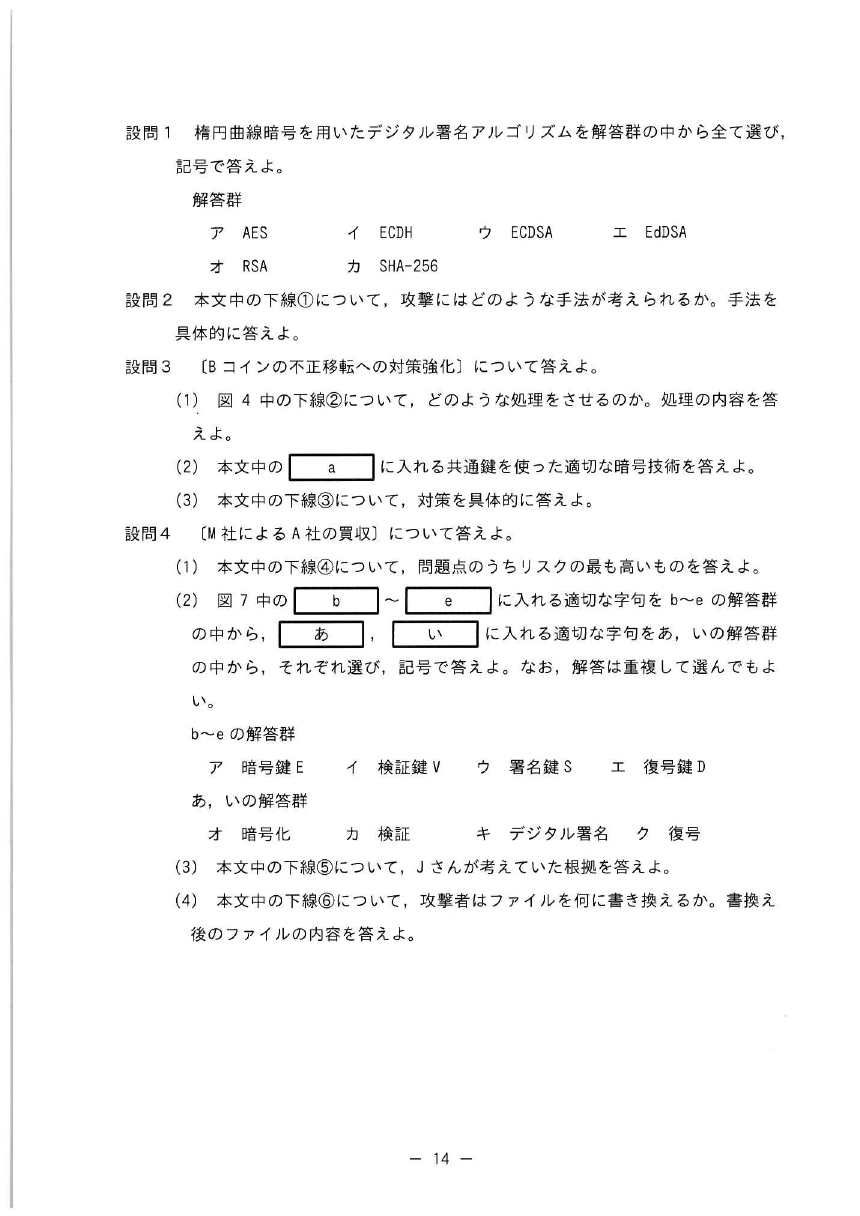 設問1 楕円曲線暗号を用いたデジタル署名アルゴリズムを解答群の中から全て選び，
記号で答えよ。
解答群
ア AES イ ECDH ウ ECDSA エ EdDSA
オ RSA カ SHA-256
設問2 本文中の下線①について，攻撃にはどのような手法が考えられるか。手法を
具体的に答えよ。
設問3 〔B コインの不正移転への対策強化〕について答えよ。
(1) 図 4 中の下線②について，どのような処理をさせるのか。処理の内容を答
えよ。
(2) 本文中の a に入れる共通鍵を使った適切な暗号技術を答えよ。
(3) 本文中の下線③について，対策を具体的に答えよ。
設問4 〔M 社による A 社の買収〕について答えよ。
(1) 本文中の下線④について，問題点のうちリスクの最も高いものを答えよ。
(2) 図 7 中の b ～ e に入れる適切な字句を b～e の解答群
の中から， あ ， い に入れる適切な字句をあ，いの解答群
の中から，それぞれ選び，記号で答えよ。なお，解答は重複して選んでもよ
い。
b～e の解答群
ア 暗号鍵 E イ 検証鍵 V ウ 署名鍵 S エ 復号鍵 D
あ，いの解答群
オ 暗号化 カ 検証 キ デジタル署名 ク 復号
(3) 本文中の下線⑤について，J さんが考えていた根拠を答えよ。
(4) 本文中の下線⑥について，攻撃者はファイルを何に書き換えるか。書換え
後のファイルの内容を答えよ。
－ 14 －